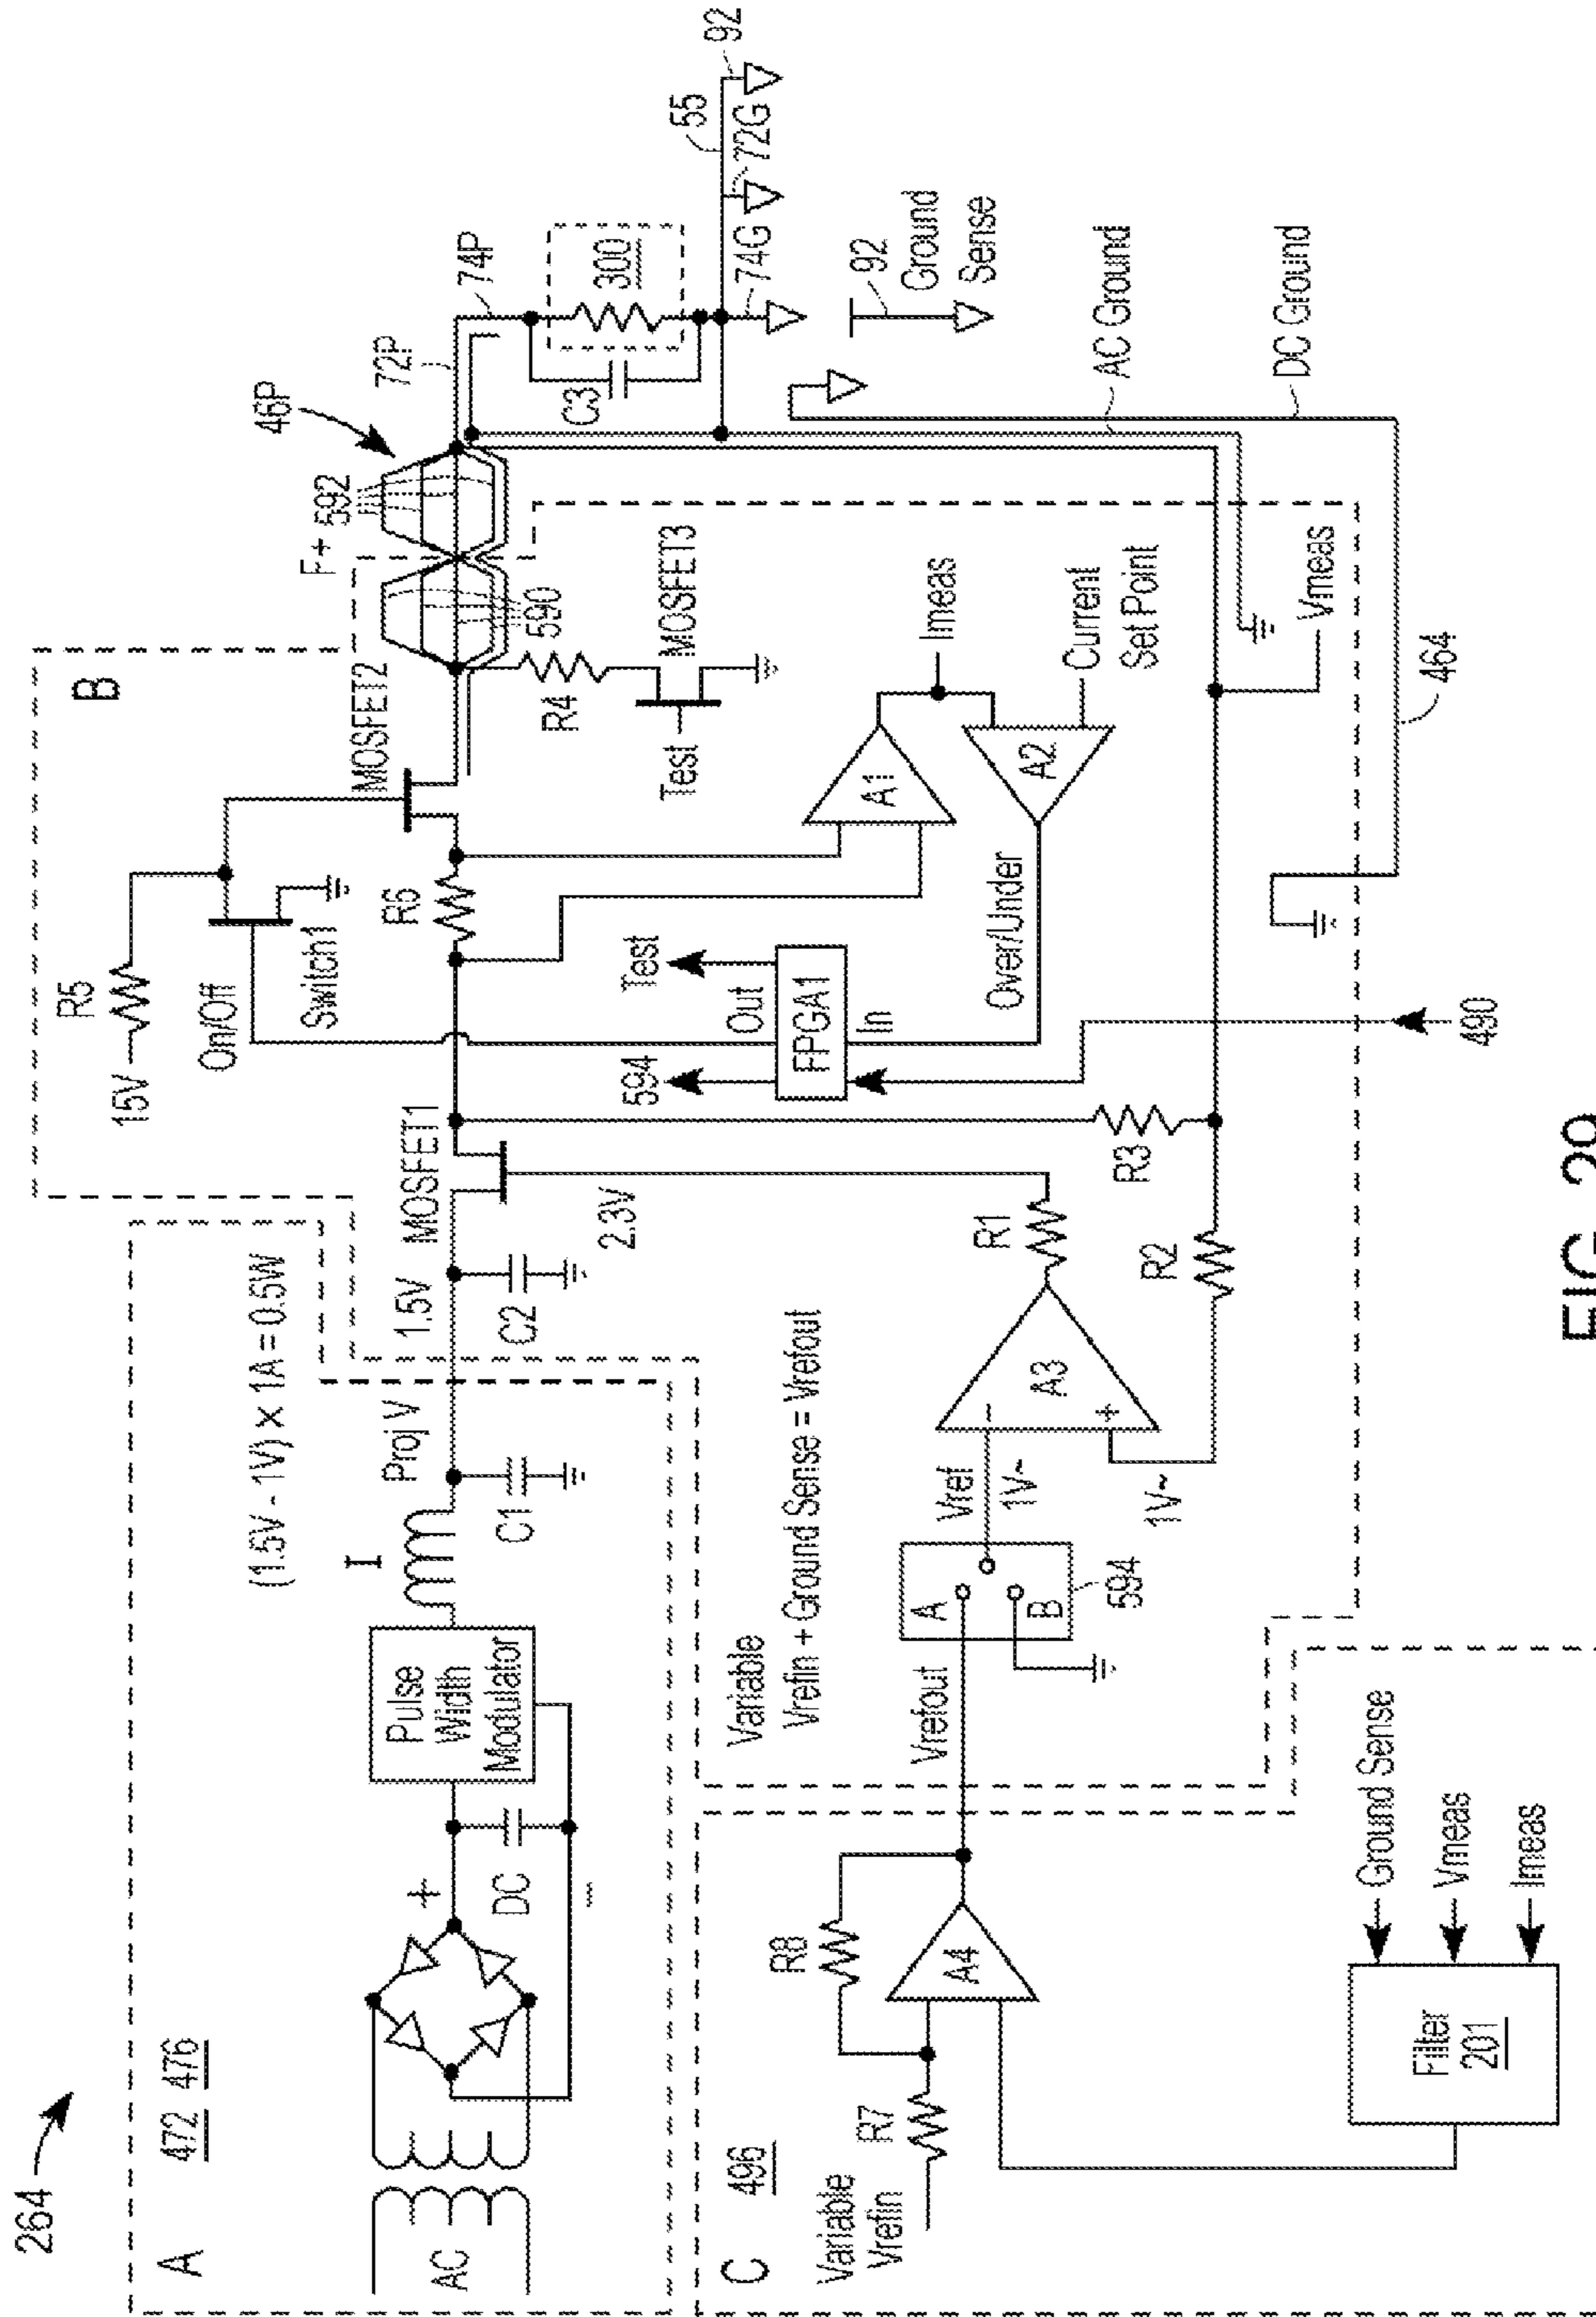 264
A
472 476
AC
+
DC
−
Pulse
Width
Modulator
I
Proj V
C1
(1.5V - 1V) × 1A = 0.5W
B
1.5V
C2
MOSFET1
2.3V
15V
R5
On/Off
Switch1
R6
MOSFET2
F+
592
590
46P
72P
74P
C3
300
55
92
72G
74G
92
Ground
Sense
AC Ground
DC Ground
R4
Test
MOSFET3
594
Test
Out
FPGA1
In
Over/Under
A1
A2
Imeas
Current
Set Point
Vmeas
464
490
R3
R1
R2
A3
−
+
Variable
Vrefin + Ground Sense = Vrefout
Vref
1V~
1V~
A
B
594
Vrefout
C
496
Variable
Vrefin
R7
R8
A4
Filter
201
Ground Sense
Vmeas
Imeas
FIG. 29